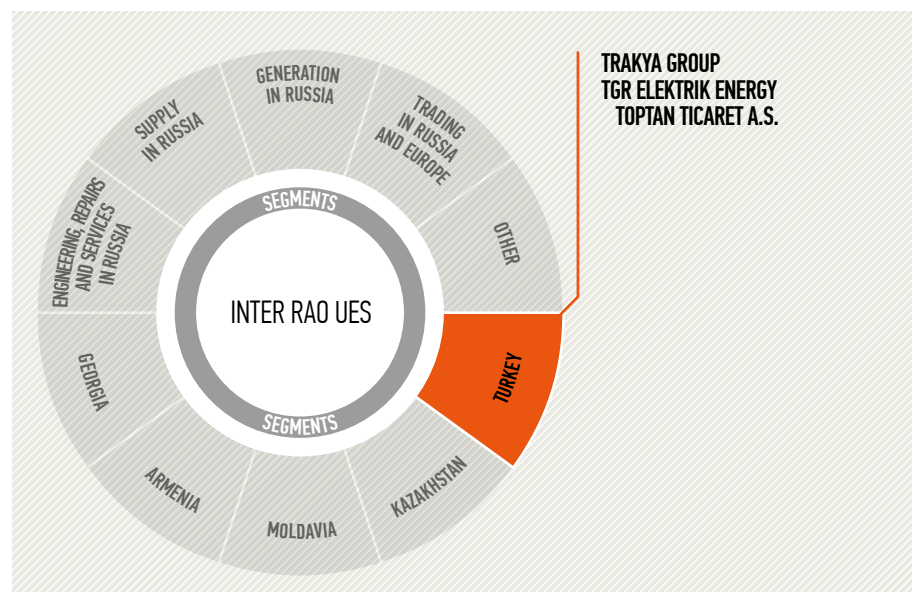 TRAKYA GROUP
TGR ELEKTRIK ENERGY
TOPTAN TICARET A.S.
GENERATION
IN RUSSIA
TRADING
IN RUSSIA
AND EUROPE
OTHER
TURKEY
KAZAKHSTAN
MOLDAVIA
ARMENIA
GEORGIA
ENGINEERING, REPAIRS
AND SERVICES
IN RUSSIA
SUPPLY
IN RUSSIA
SEGMENTS
INTER RAO UES
SEGMENTS